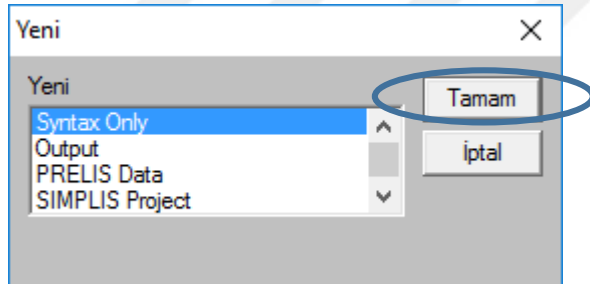 Yeni
Yeni
Syntax Only
Output
PRELIS Data
SIMPLIS Project
Tamam
İptal